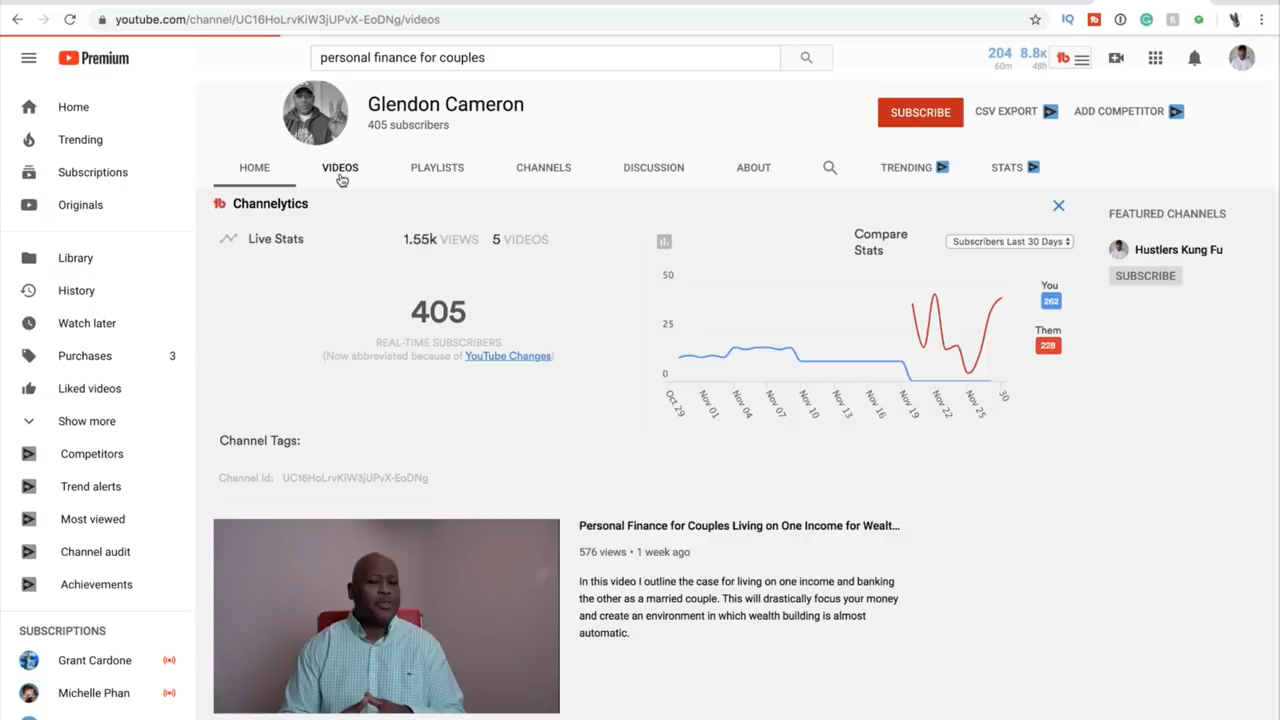 youtube.com/channel/UC16HoLrvKiW3jUPvX-EoDNg/videos
IQ
Premium
personal finance for couples
204 8.8k
60m 48h
tb
Home
Trending
Subscriptions
Originals
Library
History
Watch later
Purchases 3
Liked videos
Show more
Competitors
Trend alerts
Most viewed
Channel audit
Achievements
SUBSCRIPTIONS
Grant Cardone
Michelle Phan
Glendon Cameron
405 subscribers
SUBSCRIBE CSV EXPORT ADD COMPETITOR
HOME VIDEOS PLAYLISTS CHANNELS DISCUSSION ABOUT TRENDING STATS
tb Channelytics
Live Stats 1.55k VIEWS 5 VIDEOS
405
REAL-TIME SUBSCRIBERS
(Now abbreviated because of YouTube Changes)
Compare
Stats
Subscribers Last 30 Days
50
25
0
Oct 29 Nov 01 Nov 04 Nov 07 Nov 10 Nov 13 Nov 16 Nov 19 Nov 22 Nov 25 30
You
262
Them
228
Channel Tags:
Channel Id: UC16HoLrvKiW3jUPvX-EoDNg
Personal Finance for Couples Living on One Income for Wealt...
576 views • 1 week ago
In this video I outline the case for living on one income and banking
the other as a married couple. This will drastically focus your money
and create an environment in which wealth building is almost
automatic.
FEATURED CHANNELS
Hustlers Kung Fu
SUBSCRIBE